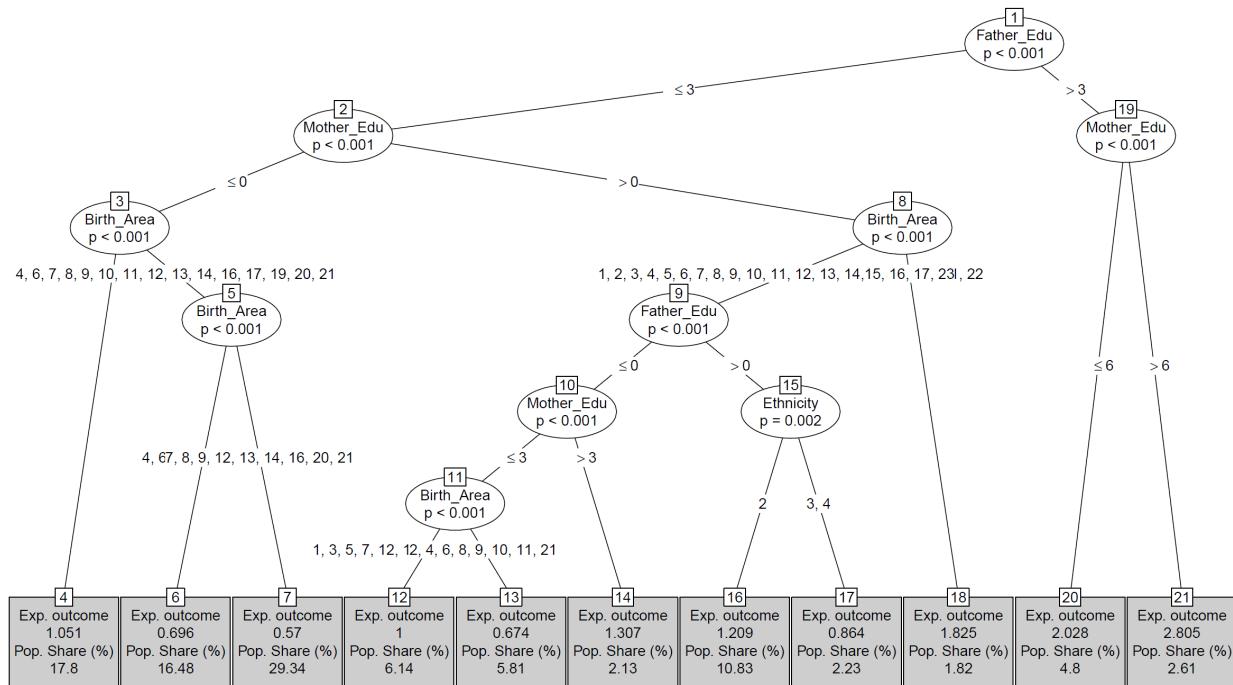 1
Father_Edu
p < 0.001
≤ 3
> 3
2
Mother_Edu
p < 0.001
19
Mother_Edu
p < 0.001
≤ 0
> 0
3
Birth_Area
p < 0.001
8
Birth_Area
p < 0.001
4, 6, 7, 8, 9, 10, 11, 12, 13, 14, 16, 17, 19, 20, 21
1, 2, 3, 4, 5, 6, 7, 8, 9, 10, 11, 12, 13, 14,15, 16, 17, 23, 22
5
Birth_Area
p < 0.001
9
Father_Edu
p < 0.001
≤ 0
> 0
≤ 6
> 6
10
Mother_Edu
p < 0.001
15
Ethnicity
p = 0.002
4, 67, 8, 9, 12, 13, 14, 16, 20, 21
≤ 3
> 3
11
Birth_Area
p < 0.001
2
3, 4
1, 3, 5, 7, 12, 12, 4, 6, 8, 9, 10, 11, 21
4
Exp. outcome
1.051
Pop. Share (%)
17.8
6
Exp. outcome
0.696
Pop. Share (%)
16.48
7
Exp. outcome
0.57
Pop. Share (%)
29.34
12
Exp. outcome
1
Pop. Share (%)
6.14
13
Exp. outcome
0.674
Pop. Share (%)
5.81
14
Exp. outcome
1.307
Pop. Share (%)
2.13
16
Exp. outcome
1.209
Pop. Share (%)
10.83
17
Exp. outcome
0.864
Pop. Share (%)
2.23
18
Exp. outcome
1.825
Pop. Share (%)
1.82
20
Exp. outcome
2.028
Pop. Share (%)
4.8
21
Exp. outcome
2.805
Pop. Share (%)
2.61